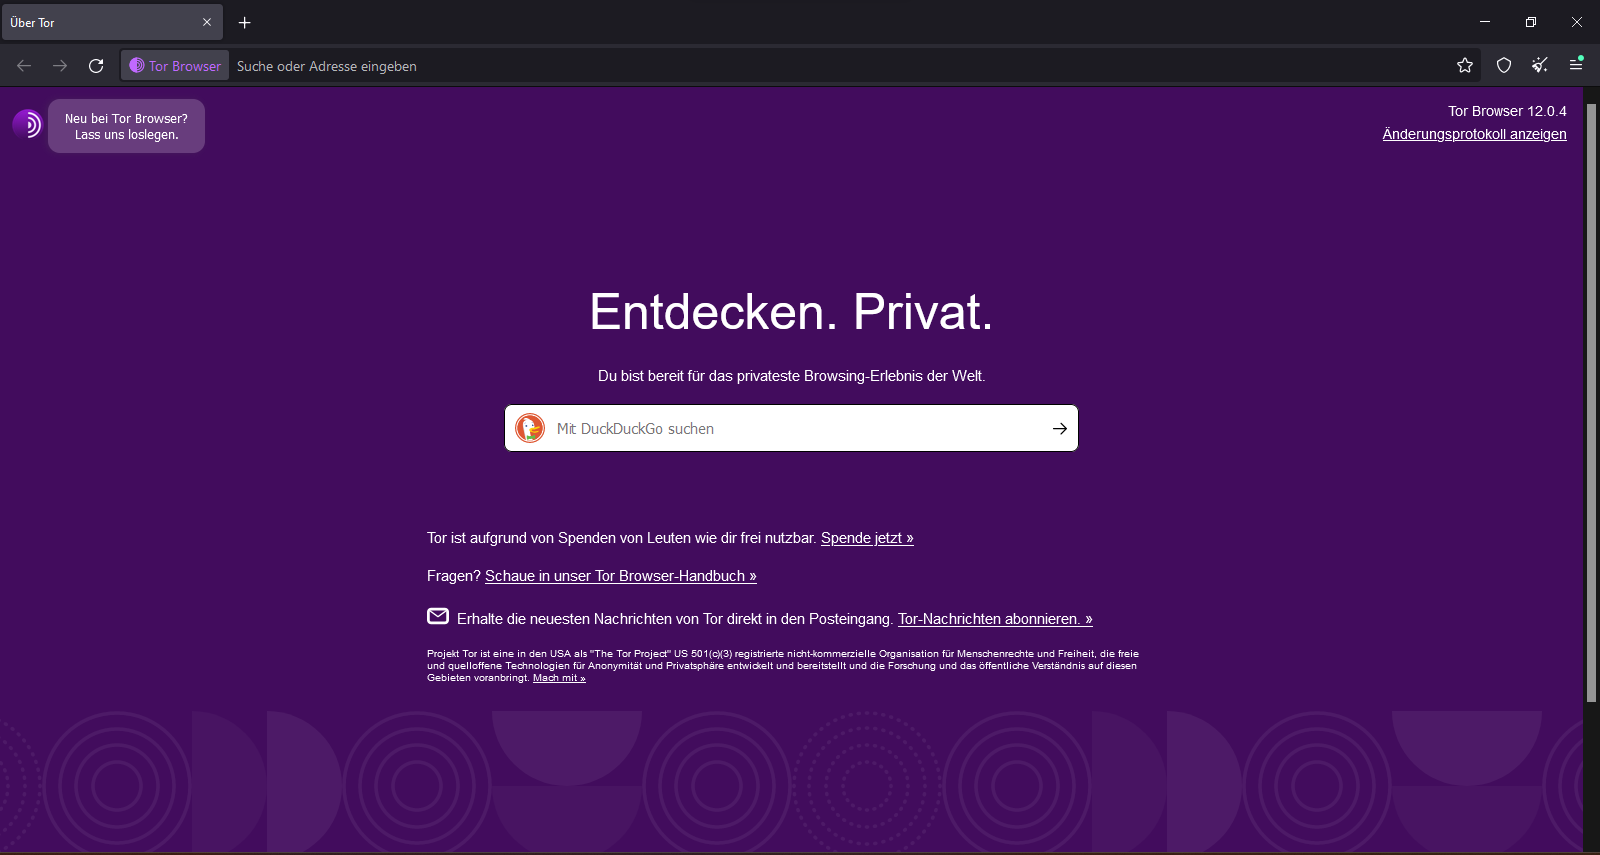 Über Tor
Tor Browser
Suche oder Adresse eingeben
Neu bei Tor Browser?
Lass uns loslegen.
Tor Browser 12.0.4
Änderungsprotokoll anzeigen
Entdecken. Privat.
Du bist bereit für das privateste Browsing-Erlebnis der Welt.
Mit DuckDuckGo suchen
Tor ist aufgrund von Spenden von Leuten wie dir frei nutzbar. Spende jetzt »
Fragen? Schaue in unser Tor Browser-Handbuch »
Erhalte die neuesten Nachrichten von Tor direkt in den Posteingang. Tor-Nachrichten abonnieren. »
Projekt Tor ist eine in den USA als "The Tor Project" US 501(c)(3) registrierte nicht-kommerzielle Organisation für Menschenrechte und Freiheit, die freie
und quelloffene Technologien für Anonymität und Privatsphäre entwickelt und bereitstellt und die Forschung und das öffentliche Verständnis auf diesen
Gebieten voranbringt. Mach mit »